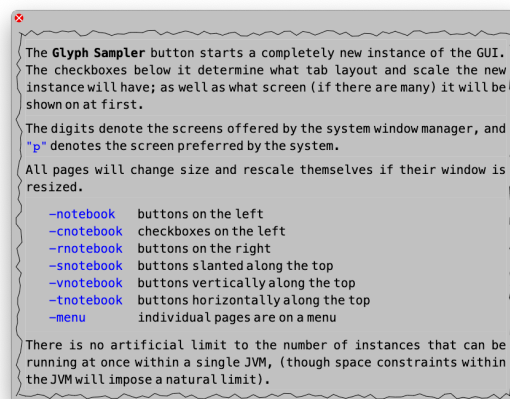 The Glyph Sampler button starts a completely new instance of the GUI.
The checkboxes below it determine what tab layout and scale the new
instance will have; as well as what screen (if there are many) it will be
shown on at first.
The digits denote the screens offered by the system window manager, and
"p" denotes the screen preferred by the system.
All pages will change size and rescale themselves if their window is
resized.
-notebook buttons on the left
-cnotebook checkboxes on the left
-rnotebook buttons on the right
-snotebook buttons slanted along the top
-vnotebook buttons vertically along the top
-tnotebook buttons horizontally along the top
-menu individual pages are on a menu
There is no artificial limit to the number of instances that can be
running at once within a single JVM, (though space constraints within
the JVM will impose a natural limit).